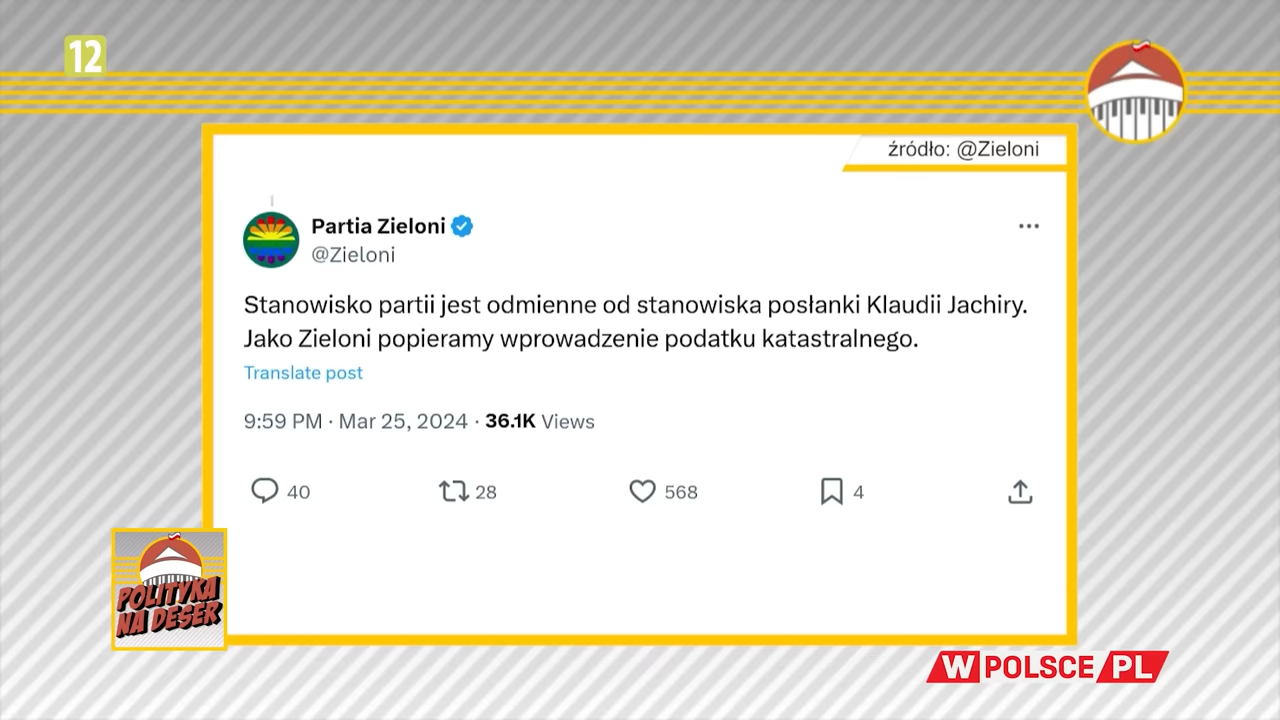 12
źródło: @Zieloni
Partia Zieloni
@Zieloni
Stanowisko partii jest odmienne od stanowiska posłanki Klaudii Jachiry.
Jako Zieloni popieramy wprowadzenie podatku katastralnego.
Translate post
9:59 PM · Mar 25, 2024 · 36.1K Views
40 28 568 4
POLITYKA
NA DESER
WPOLSCE PL